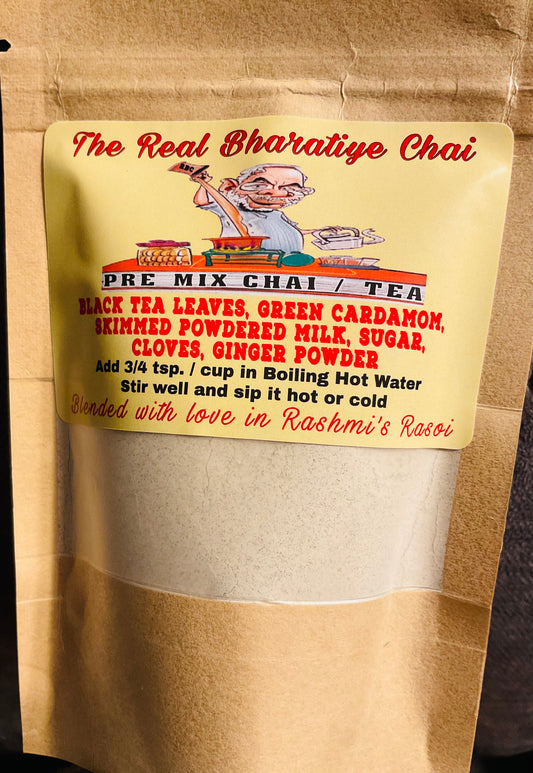 The Real Bharatiye Chai
RBC
PRE MIX CHAI / TEA
BLACK TEA LEAVES, GREEN CARDAMOM,
SKIMMED POWDERED MILK, SUGAR,
CLOVES, GINGER POWDER
Add 3/4 tsp. / cup in Boiling Hot Water
Stir well and sip it hot or cold
Blended with love in Rashmi's Rasoi